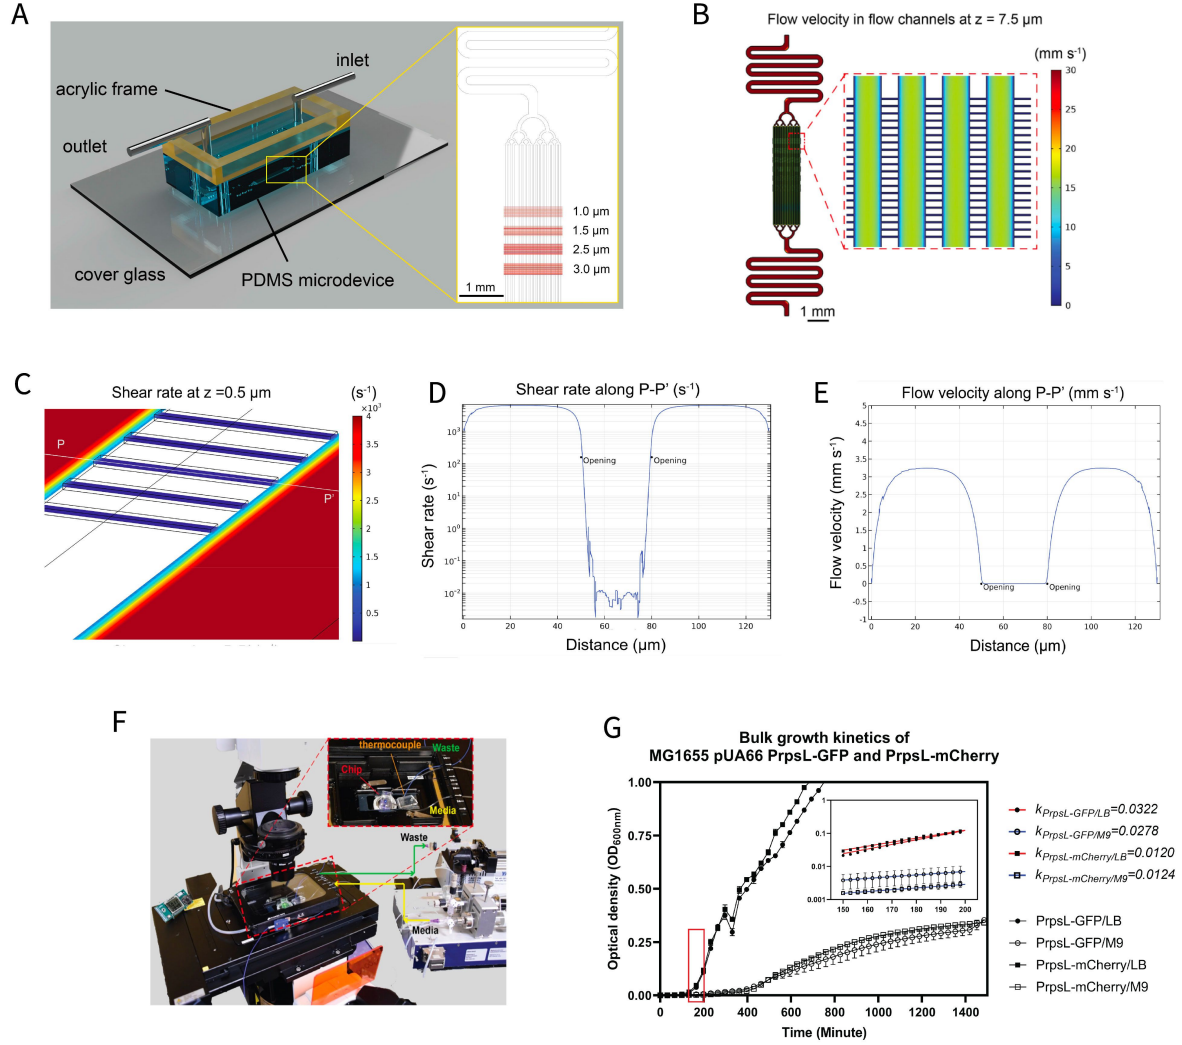 A
inlet
acrylic frame
outlet
cover glass
PDMS microdevice
1.0 µm
1.5 µm
2.5 µm
3.0 µm
1 mm
B
Flow velocity in flow channels at z = 7.5 µm
(mm s-1)
30
25
20
15
10
5
0
1 mm
C
Shear rate at z =0.5 µm
(s-1)
×10³
4
3.5
3
2.5
2
1.5
1
0.5
P
P'
D
Shear rate along P-P' (s-1)
Shear rate (s-1)
10³
10²
10¹
10⁰
10-1
10-2
Opening
Opening
0
20
40
60
80
100
120
Distance (µm)
E
Flow velocity along P-P' (mm s-1)
Flow velocity (mm s-1)
5
4.5
4
3.5
3
2.5
2
1.5
1
0.5
0
-0.5
-1
Opening
Opening
0
20
40
60
80
100
120
Distance (µm)
F
thermocouple
Waste
Chip
Media
Waste
Media
G
Bulk growth kinetics of
MG1655 pUA66 PrpsL-GFP and PrpsL-mCherry
Optical density (OD600nm)
1.00
0.75
0.50
0.25
0.00
0
200
400
600
800
1000
1200
1400
Time (Minute)
1
0.1
0.01
0.001
150
160
170
180
190
200
kPrpsL-GFP/LB=0.0322
kPrpsL-GFP/M9=0.0278
kPrpsL-mCherry/LB=0.0120
kPrpsL-mCherry/M9=0.0124
PrpsL-GFP/LB
PrpsL-GFP/M9
PrpsL-mCherry/LB
PrpsL-mCherry/M9